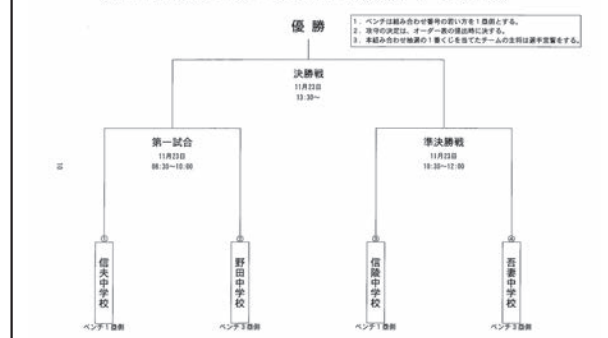 優勝
1．ベンチは組み合わせ番号の若い方を1塁側とする。
2．攻守の決定は、オーダー表の提出時に決する。
3．本組み合わせ抽選の1番くじを当てたチームの主将は選手宣誓をする。
決勝戦
11月23日
13:30～
第一試合
11月23日
08:30～10:00
準決勝戦
11月23日
10:30～12:00
10
①
信夫中学校
ベンチ1塁側
②
野田中学校
ベンチ3塁側
③
信陵中学校
ベンチ1塁側
④
吾妻中学校
ベンチ3塁側